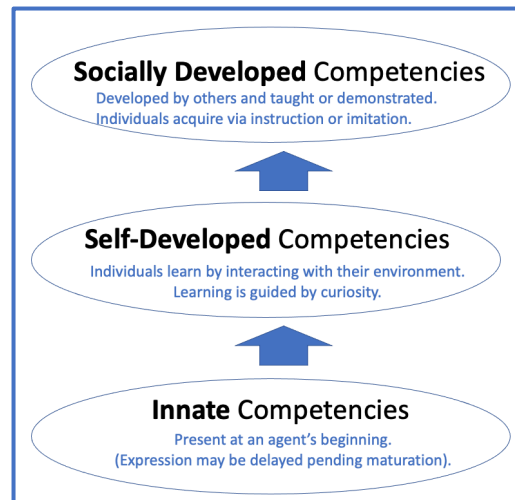 Socially Developed Competencies
Developed by others and taught or demonstrated.
Individuals acquire via instruction or imitation.
Self-Developed Competencies
Individuals learn by interacting with their environment.
Learning is guided by curiosity.
Innate Competencies
Present at an agent’s beginning.
(Expression may be delayed pending maturation).